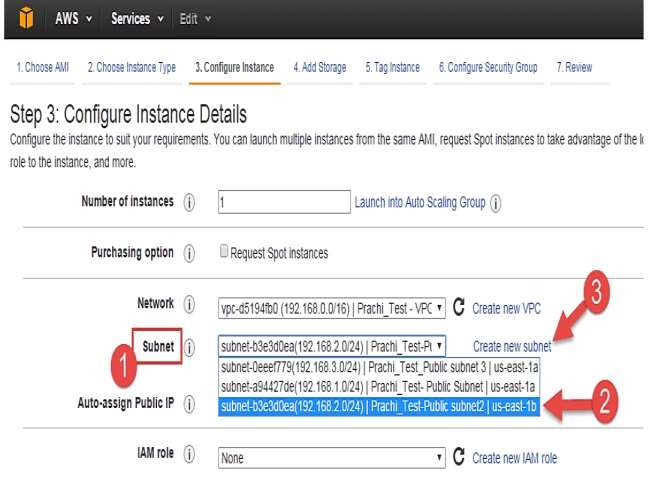 AWS Services Edit
1. Choose AMI 2. Choose Instance Type 3. Configure Instance 4. Add Storage 5. Tag Instance 6. Configure Security Group 7. Review
Step 3: Configure Instance Details
Configure the instance to suit your requirements. You can launch multiple instances from the same AMI, request Spot instances to take advantage of the
role to the instance, and more.
Number of instances i 1 Launch into Auto Scaling Group i
Purchasing option i Request Spot instances
Network i vpc-d5194fb0 (192.168.0.0/16) | Prachi_Test - VPC Create new VPC
3
Subnet i subnet-b3e3d0ea(192.168.2.0/24) | Prachi_Test-Pu Create new subnet
1
subnet-0eeef779(192.168.3.0/24) | Prachi_Test_Public subnet 3 | us-east-1a
subnet-a94427de(192.168.1.0/24) | Prachi_Test- Public Subnet | us-east-1a
Auto-assign Public IP i subnet-b3e3d0ea(192.168.2.0/24) | Prachi_Test-Public subnet2 | us-east-1b
2
IAM role i None Create new IAM role